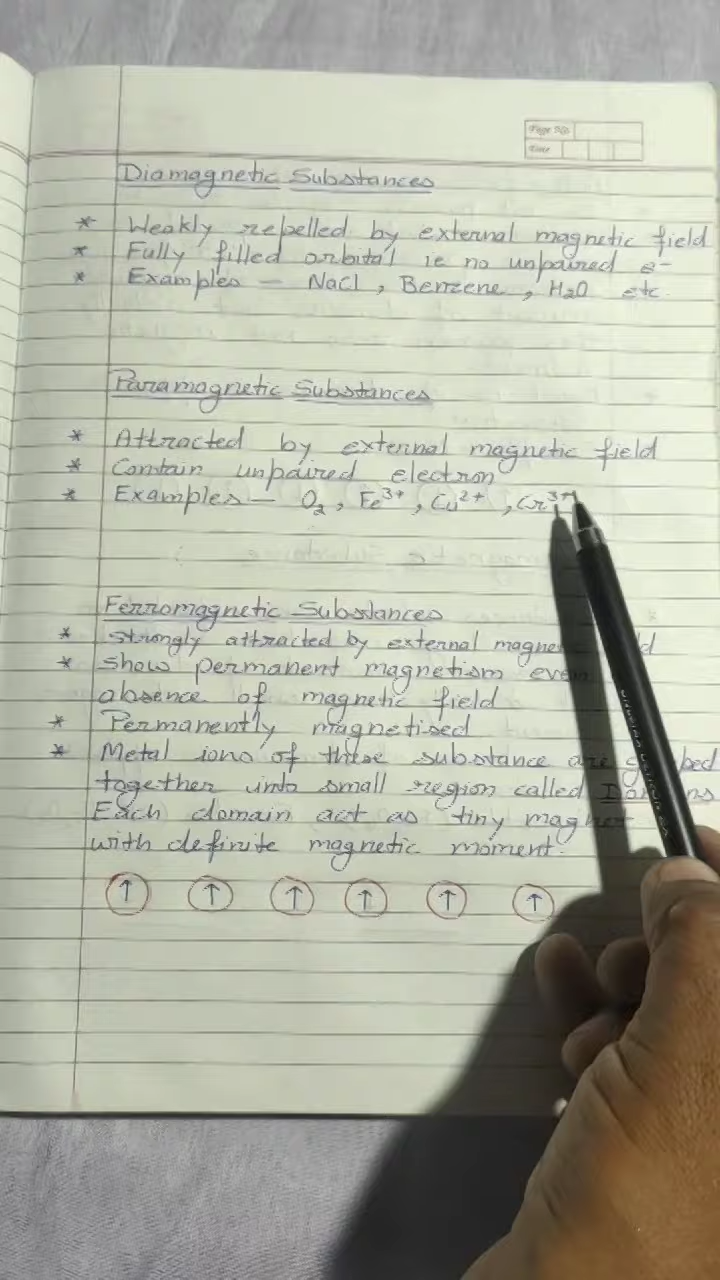 Page No.
Date
Diamagnetic Substances
* Weakly repelled by external magnetic field
* Fully filled orbital ie no unpaired e-
* Examples - NaCl, Benzene, H2O etc.
Paramagnetic Substances
* Attracted by external magnetic field
* Contain unpaired electron
* Examples - O2, Fe3+, Cu2+, Cr3+
Ferromagnetic Substances
* Strongly attracted by external
* Show permanent magnetism even
absence of magnetic field
* Permanently magnetised
* Metal ions of these substance are
together into small region called
Each domain act as tiny
with definite magnetic moment.
↑ ↑ ↑ ↑ ↑ ↑